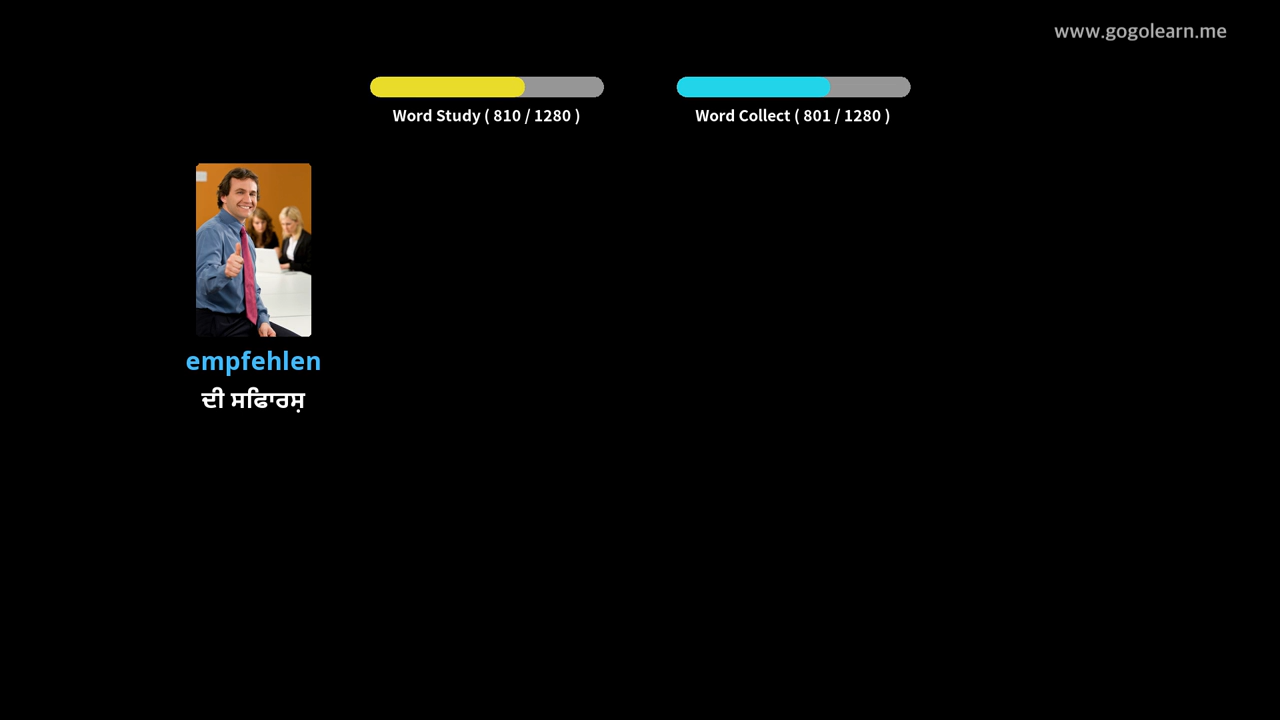 www.gogolearn.me
Word Study ( 810 / 1280 )
Word Collect ( 801 / 1280 )
empfehlen
ਦੀ ਸਿਫਾਰਸ਼